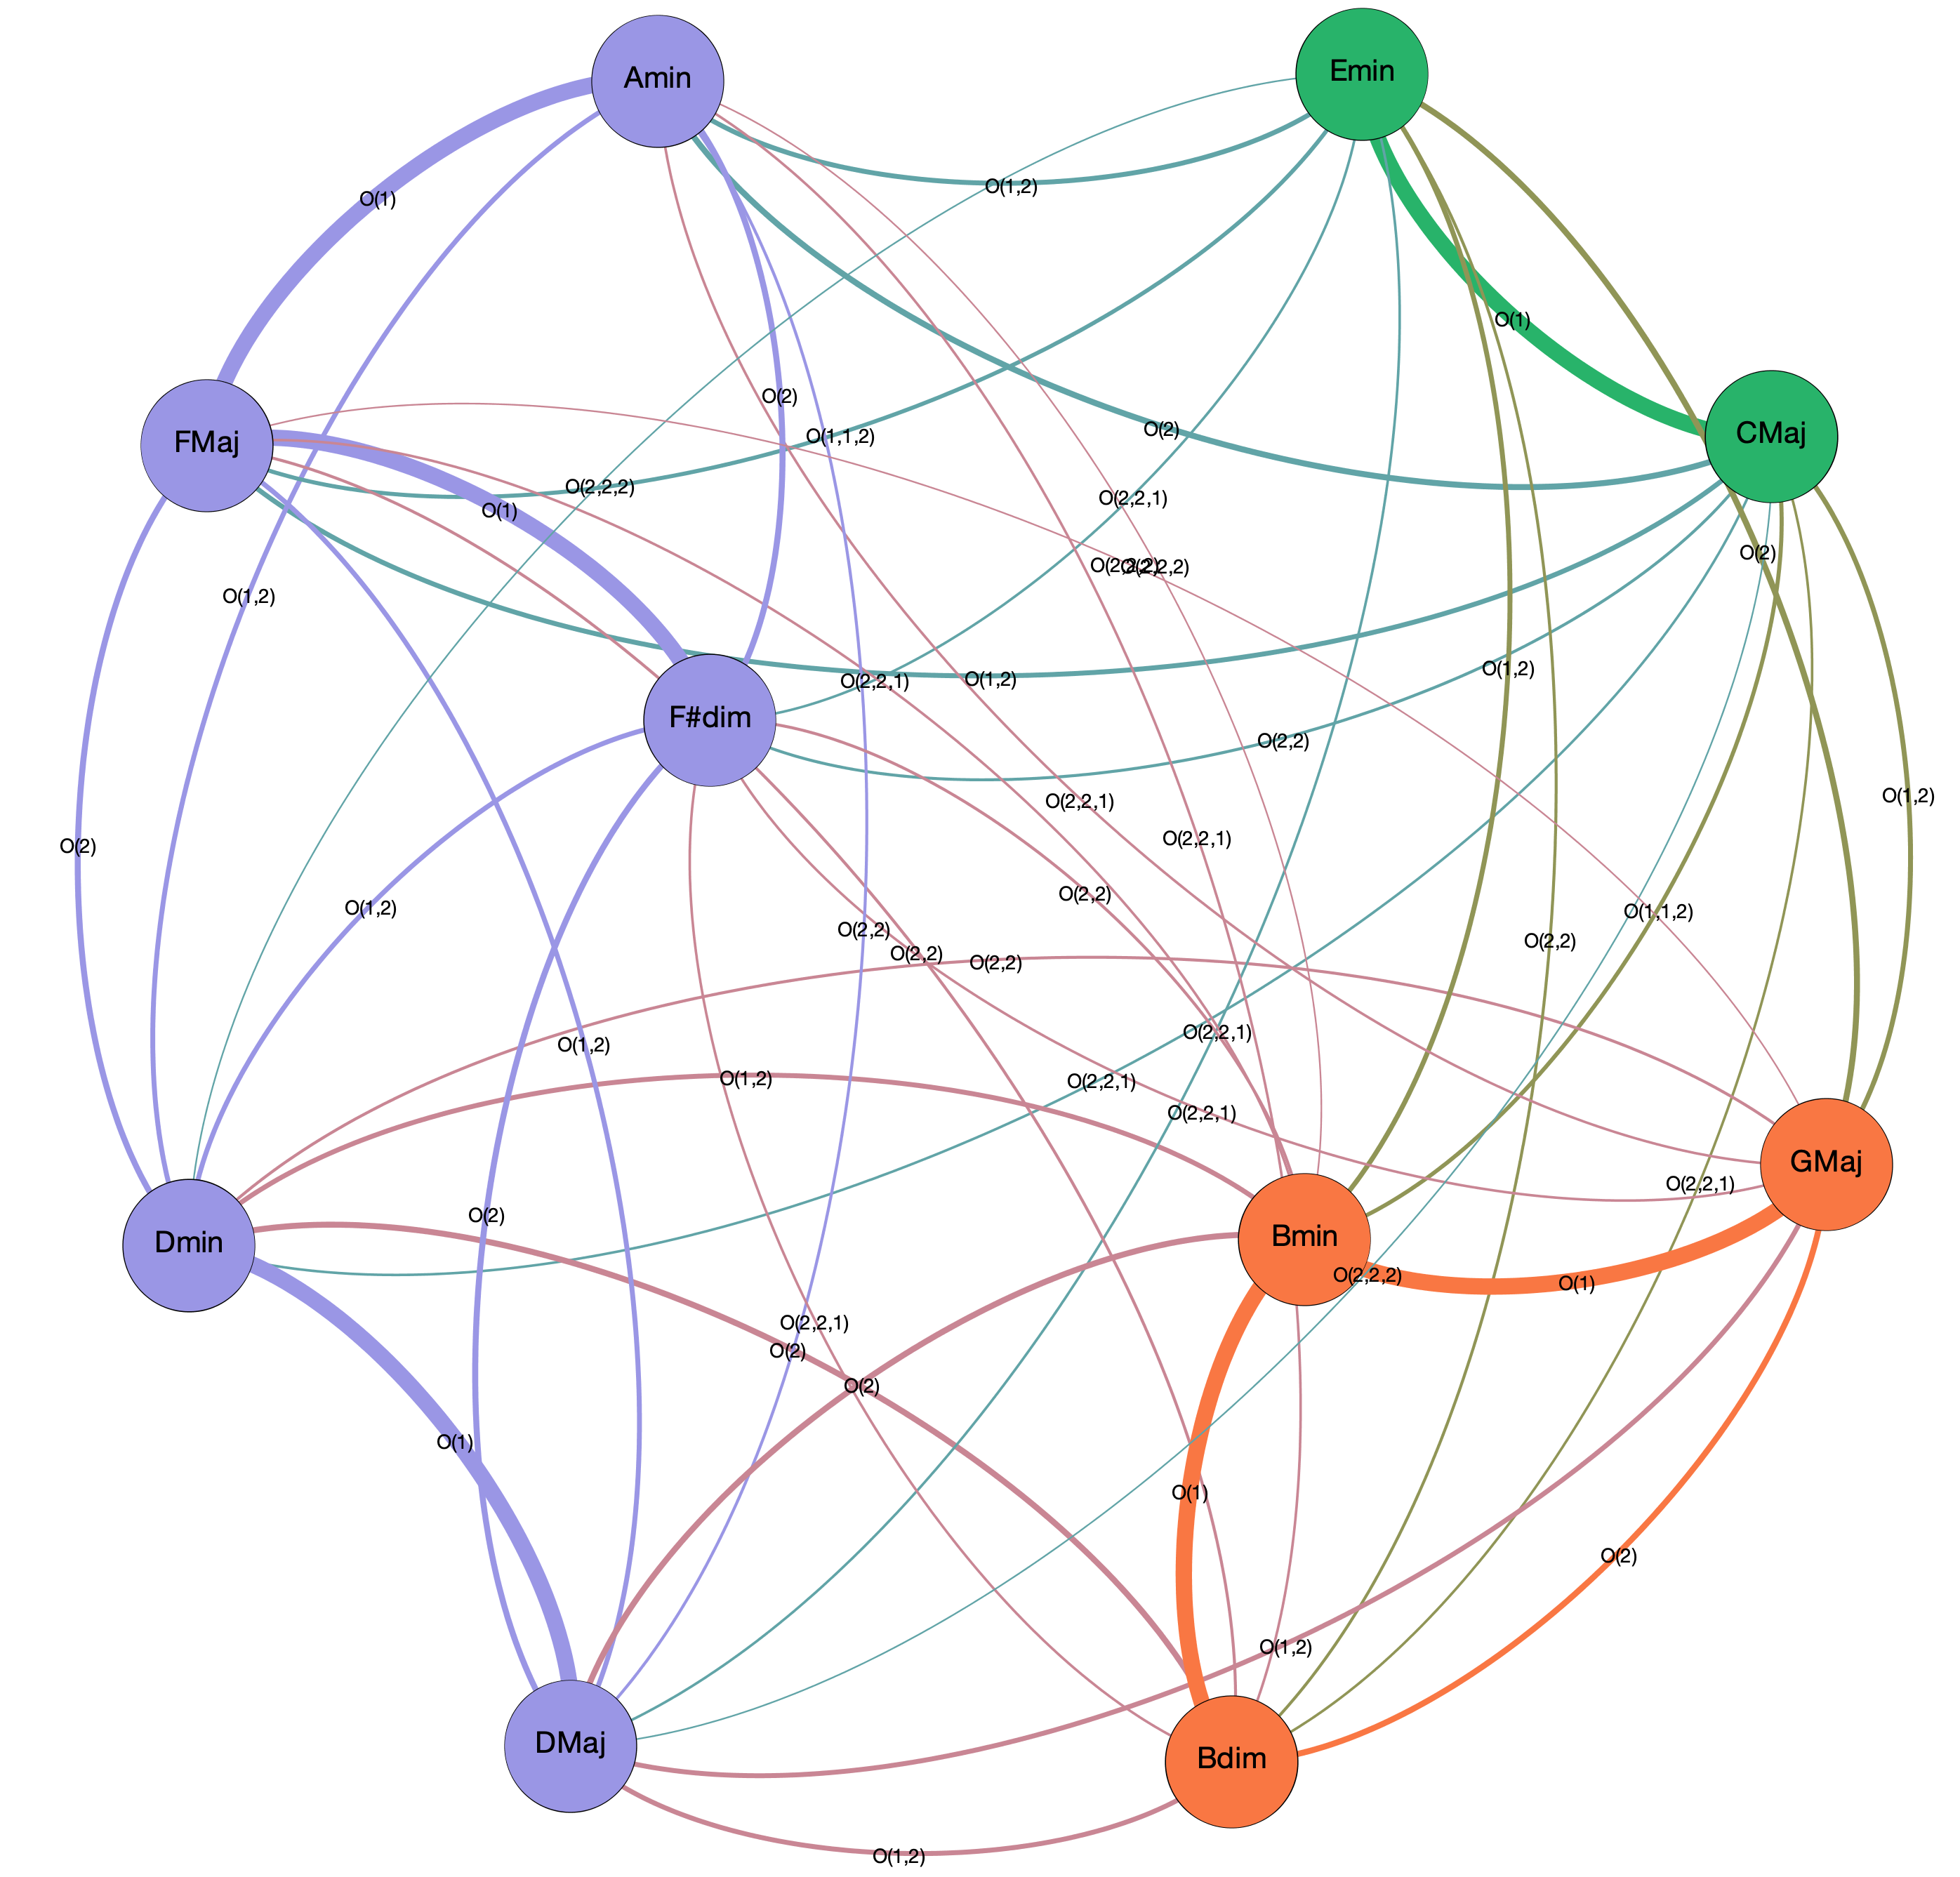 Emin
Amin
O(1,2)
O(1)
O(1)
O(2)
O(1,1,2)
O(2)
CMaj
FMaj
O(2,2,2)
O(2,2,1)
O(1)
O(2)
O(2,2,2)
O(1,2)
O(2,2,1)
O(1,2)
O(1,2)
F#dim
O(2,2)
O(1,2)
O(2,2,1)
O(2,2,1)
O(2)
O(2,2)
O(1,2)
O(1,1,2)
O(2,2)
O(2,2)
O(2,2)
O(2,2)
O(2,2,1)
O(1,2)
O(1,2)
O(2,2,1)
O(2,2,1)
GMaj
O(2,2,1)
O(2)
Bmin
Dmin
O(2,2,2)
O(1)
O(2,2,1)
O(2)
O(2)
O(1)
O(1)
O(2)
O(1,2)
DMaj
Bdim
O(1,2)